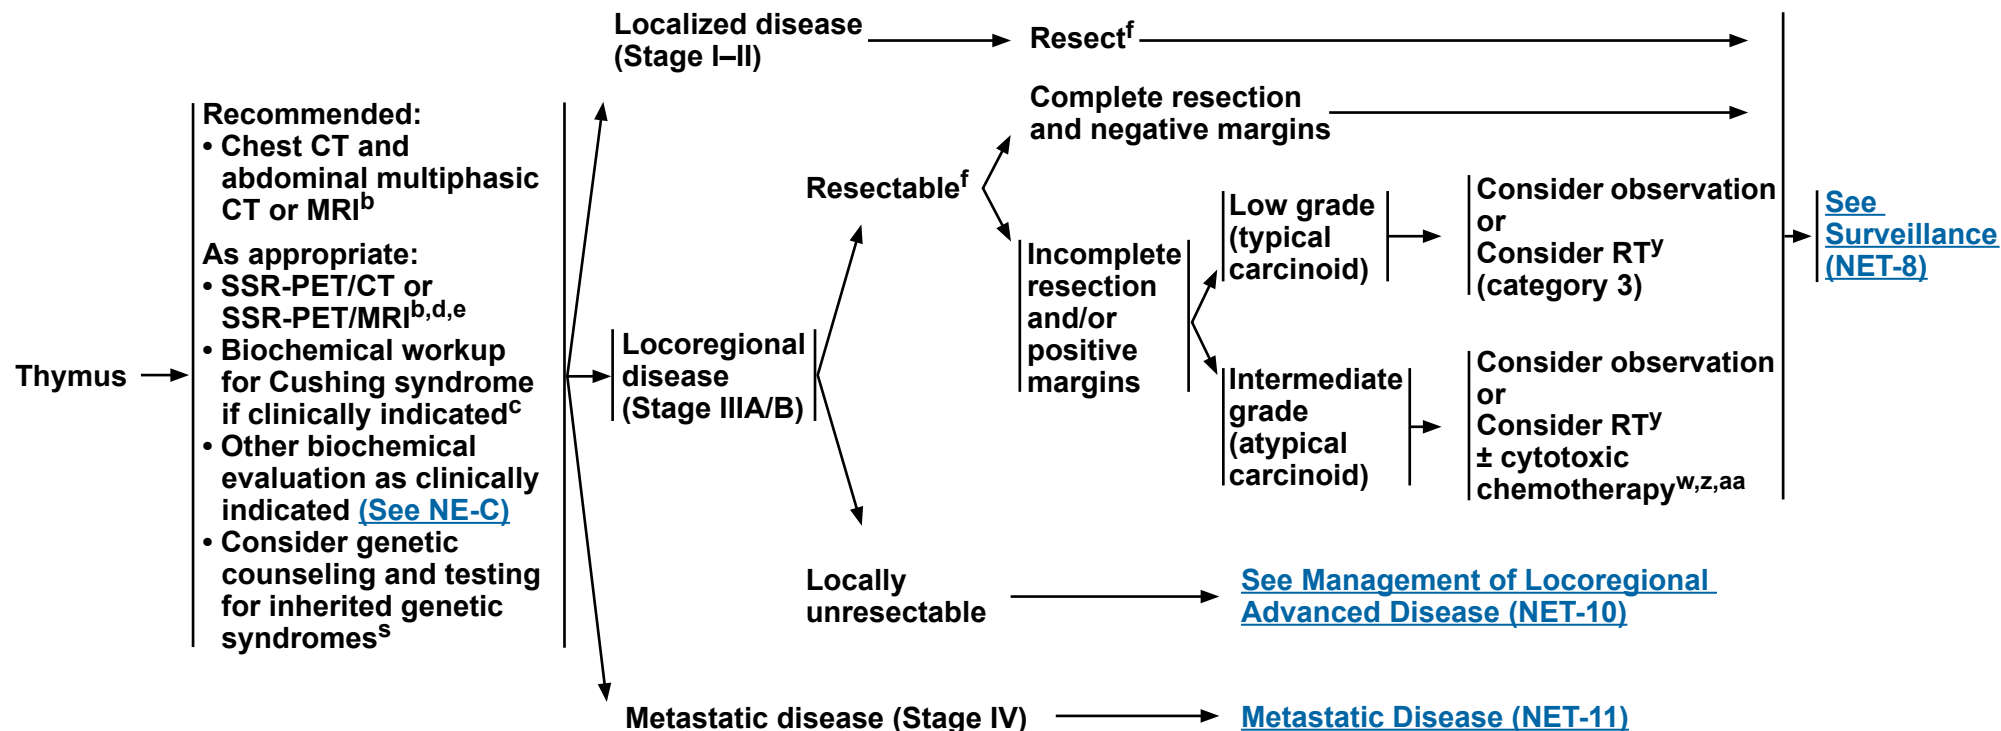 Thymus
Recommended:
• Chest CT and
abdominal multiphasic
CT or MRIb
As appropriate:
• SSR-PET/CT or
SSR-PET/MRIb,d,e
• Biochemical workup
for Cushing syndrome
if clinically indicatedc
• Other biochemical
evaluation as clinically
indicated (See NE-C)
• Consider genetic
counseling and testing
for inherited genetic
syndromess
Localized disease
(Stage I–II)
Resectf
Locoregional
disease
(Stage IIIA/B)
Resectablef
Complete resection
and negative margins
Incomplete
resection
and/or
positive
margins
Low grade
(typical
carcinoid)
Consider observation
or
Consider RTy
(category 3)
Intermediate
grade
(atypical
carcinoid)
Consider observation
or
Consider RTy
± cytotoxic
chemotherapyw,z,aa
See
Surveillance
(NET-8)
Locally
unresectable
See Management of Locoregional
Advanced Disease (NET-10)
Metastatic disease (Stage IV)
Metastatic Disease (NET-11)